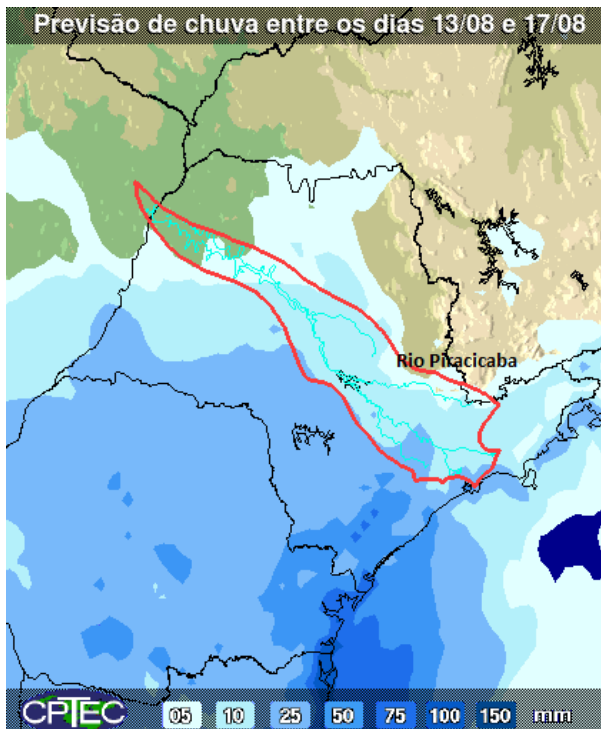 Previsão de chuva entre os dias 13/08 e 17/08
Rio Piracicaba
CPTEC 05 10 25 50 75 100 150 mm